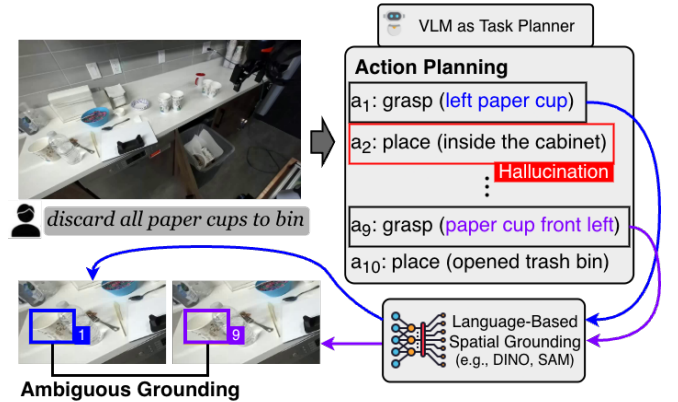 VLM as Task Planner
Action Planning
a1: grasp (left paper cup)
a2: place (inside the cabinet)
Hallucination
⋮
a9: grasp (paper cup front left)
a10: place (opened trash bin)
discard all paper cups to bin
Language-Based
Spatial Grounding
(e.g., DINO, SAM)
1
9
Ambiguous Grounding